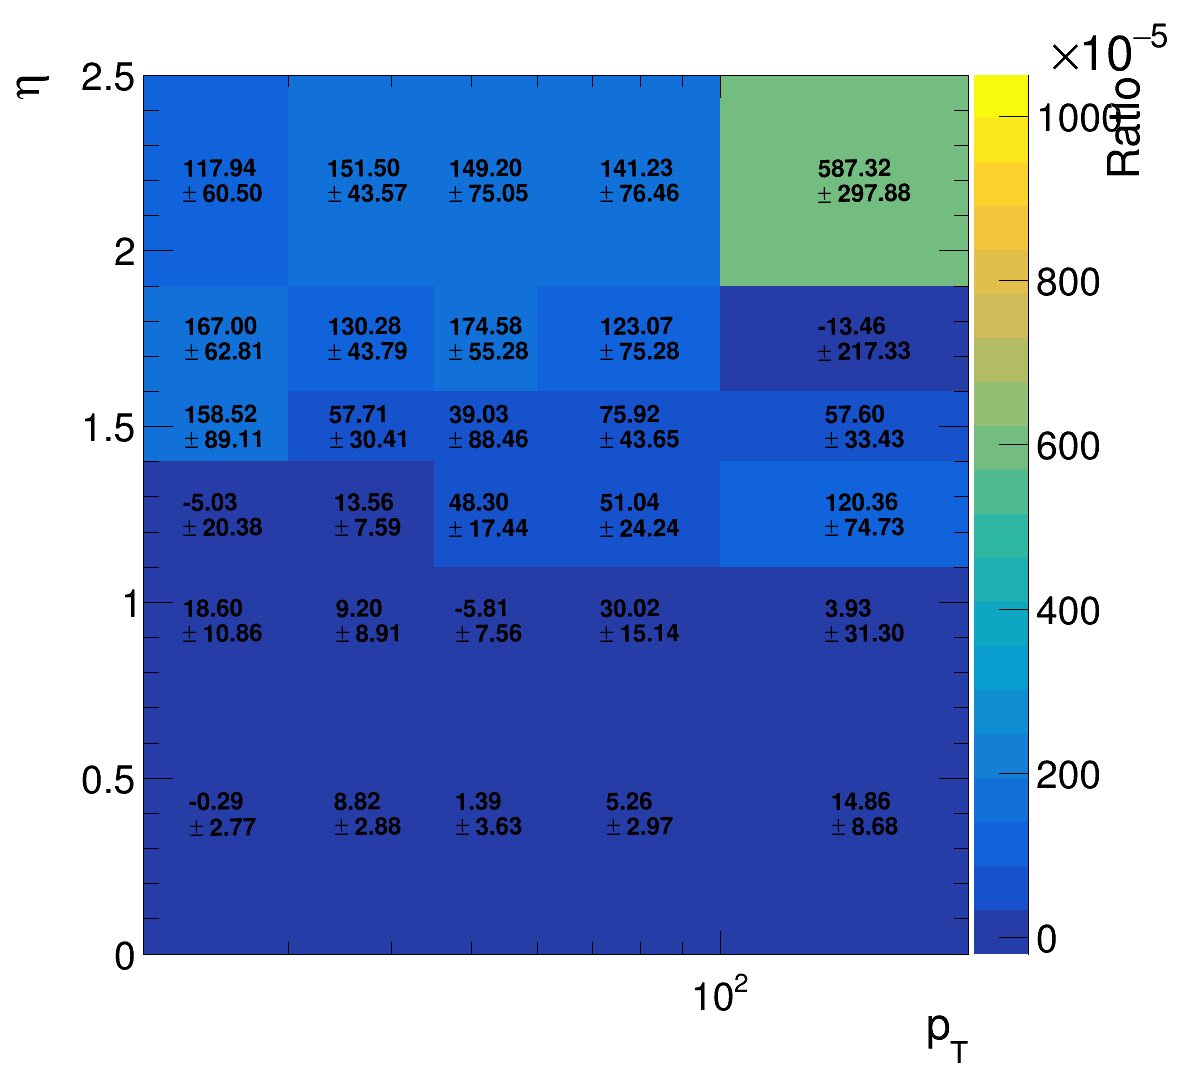 ×10−5
η
2.5
1000
Ratio
117.94 151.50 149.20 141.23 587.32
± 60.50 ± 43.57 ± 75.05 ± 76.46 ± 297.88
2
800
167.00 130.28 174.58 123.07 -13.46
± 62.81 ± 43.79 ± 55.28 ± 75.28 ± 217.33
1.5
600
158.52 57.71 39.03 75.92 57.60
± 89.11 ± 30.41 ± 88.46 ± 43.65 ± 33.43
-5.03 13.56 48.30 51.04 120.36
± 20.38 ± 7.59 ± 17.44 ± 24.24 ± 74.73
1
400
18.60 9.20 -5.81 30.02 3.93
± 10.86 ± 8.91 ± 7.56 ± 15.14 ± 31.30
0.5
200
-0.29 8.82 1.39 5.26 14.86
± 2.77 ± 2.88 ± 3.63 ± 2.97 ± 8.68
0
0
102
pT